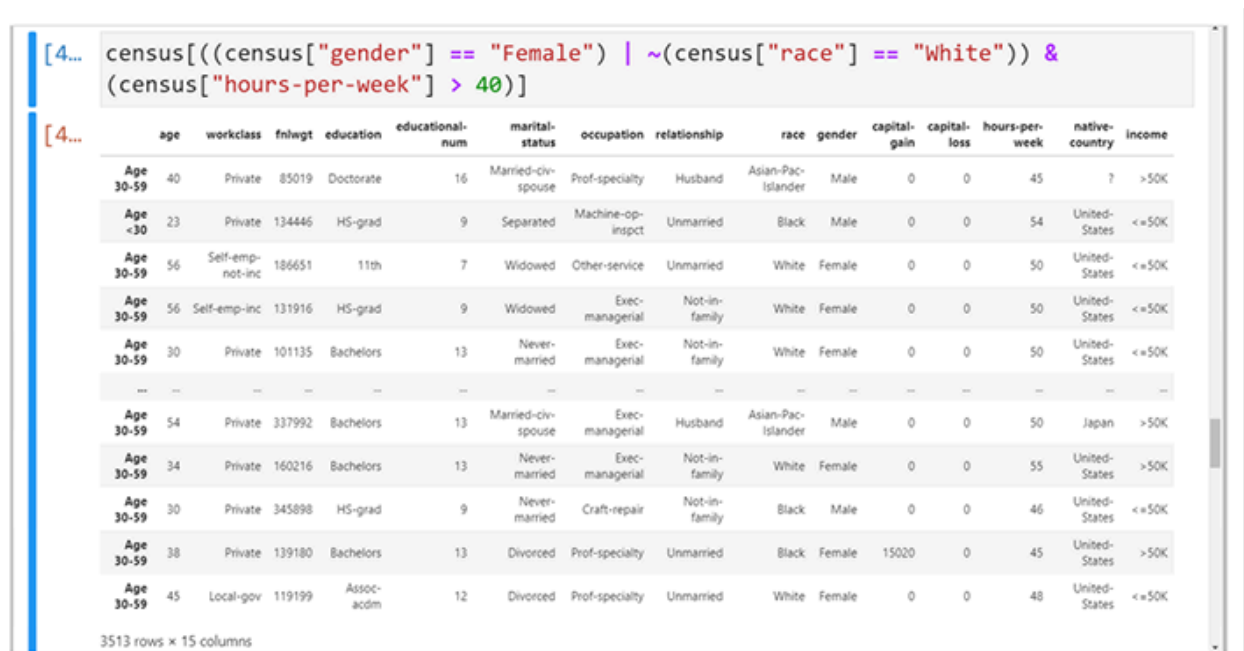 [4... census[((census["gender"] == "Female") | ~(census["race"] == "White")) &
(census["hours-per-week"] > 40)]
[4... age workclass fnlwgt education educational-num marital-status occupation relationship race gender capital-gain capital-loss hours-per-week native-country income
Age 30-59 40 Private 85019 Doctorate 16 Married-civ-spouse Prof-specialty Husband Asian-Pac-Islander Male 0 0 45 ? >50K
Age <30 23 Private 134446 HS-grad 9 Separated Machine-op-inspct Unmarried Black Male 0 0 54 United-States <=50K
Age 30-59 56 Self-emp-not-inc 186651 11th 7 Widowed Other-service Unmarried White Female 0 0 50 United-States <=50K
Age 30-59 56 Self-emp-inc 131916 HS-grad 9 Widowed Exec-managerial Not-in-family White Female 0 0 50 United-States <=50K
Age 30-59 30 Private 101135 Bachelors 13 Never-married Exec-managerial Not-in-family White Female 0 0 50 United-States <=50K
... ... ... ... ... ... ... ... ... ... ... ... ... ... ... ...
Age 30-59 54 Private 337992 Bachelors 13 Married-civ-spouse Exec-managerial Husband Asian-Pac-Islander Male 0 0 50 Japan >50K
Age 30-59 34 Private 160216 Bachelors 13 Never-married Exec-managerial Not-in-family White Female 0 0 55 United-States >50K
Age 30-59 30 Private 345898 HS-grad 9 Never-married Craft-repair Not-in-family Black Male 0 0 46 United-States <=50K
Age 30-59 38 Private 139180 Bachelors 13 Divorced Prof-specialty Unmarried Black Female 15020 0 45 United-States >50K
Age 30-59 45 Local-gov 119199 Assoc-acdm 12 Divorced Prof-specialty Unmarried White Female 0 0 48 United-States <=50K
3513 rows × 15 columns